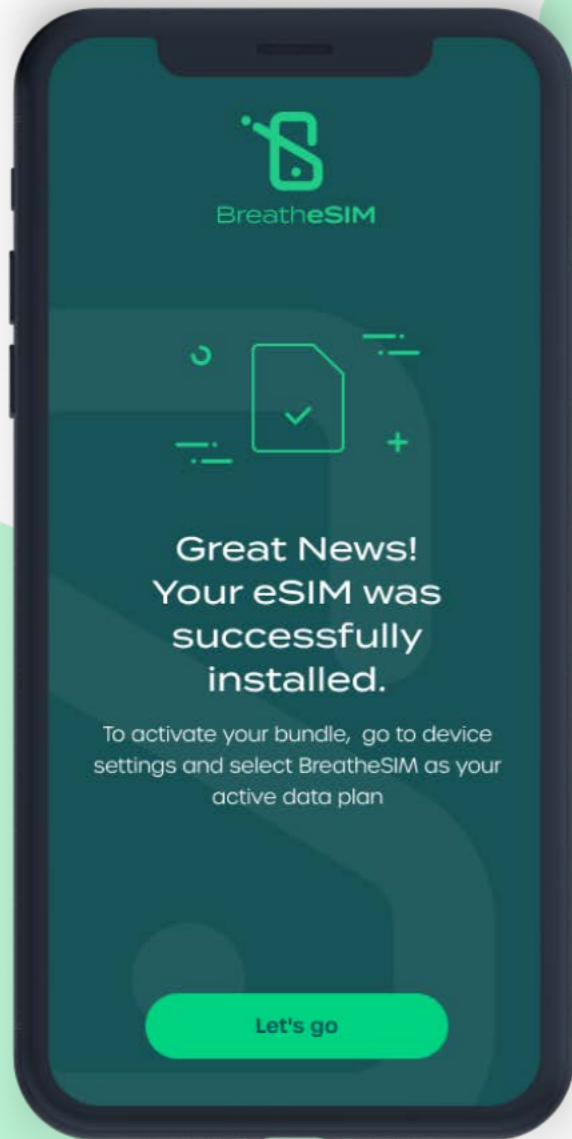 BreatheSIM
Great News!
Your eSIM was
successfully
installed.
To activate your bundle,  go to device
settings and select BreatheSIM as your
active data plan
Let's go